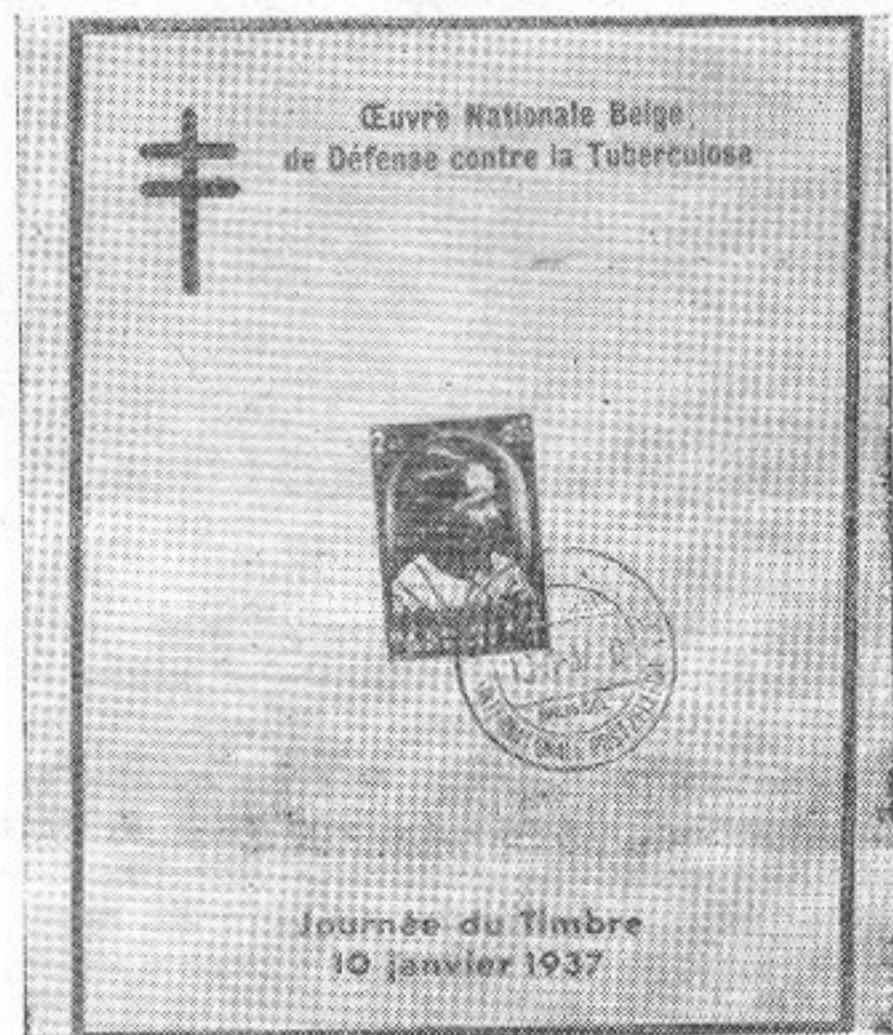 Œuvre Nationale Belge
de Défense contre la Tuberculose
Journée du Timbre
10 janvier 1937